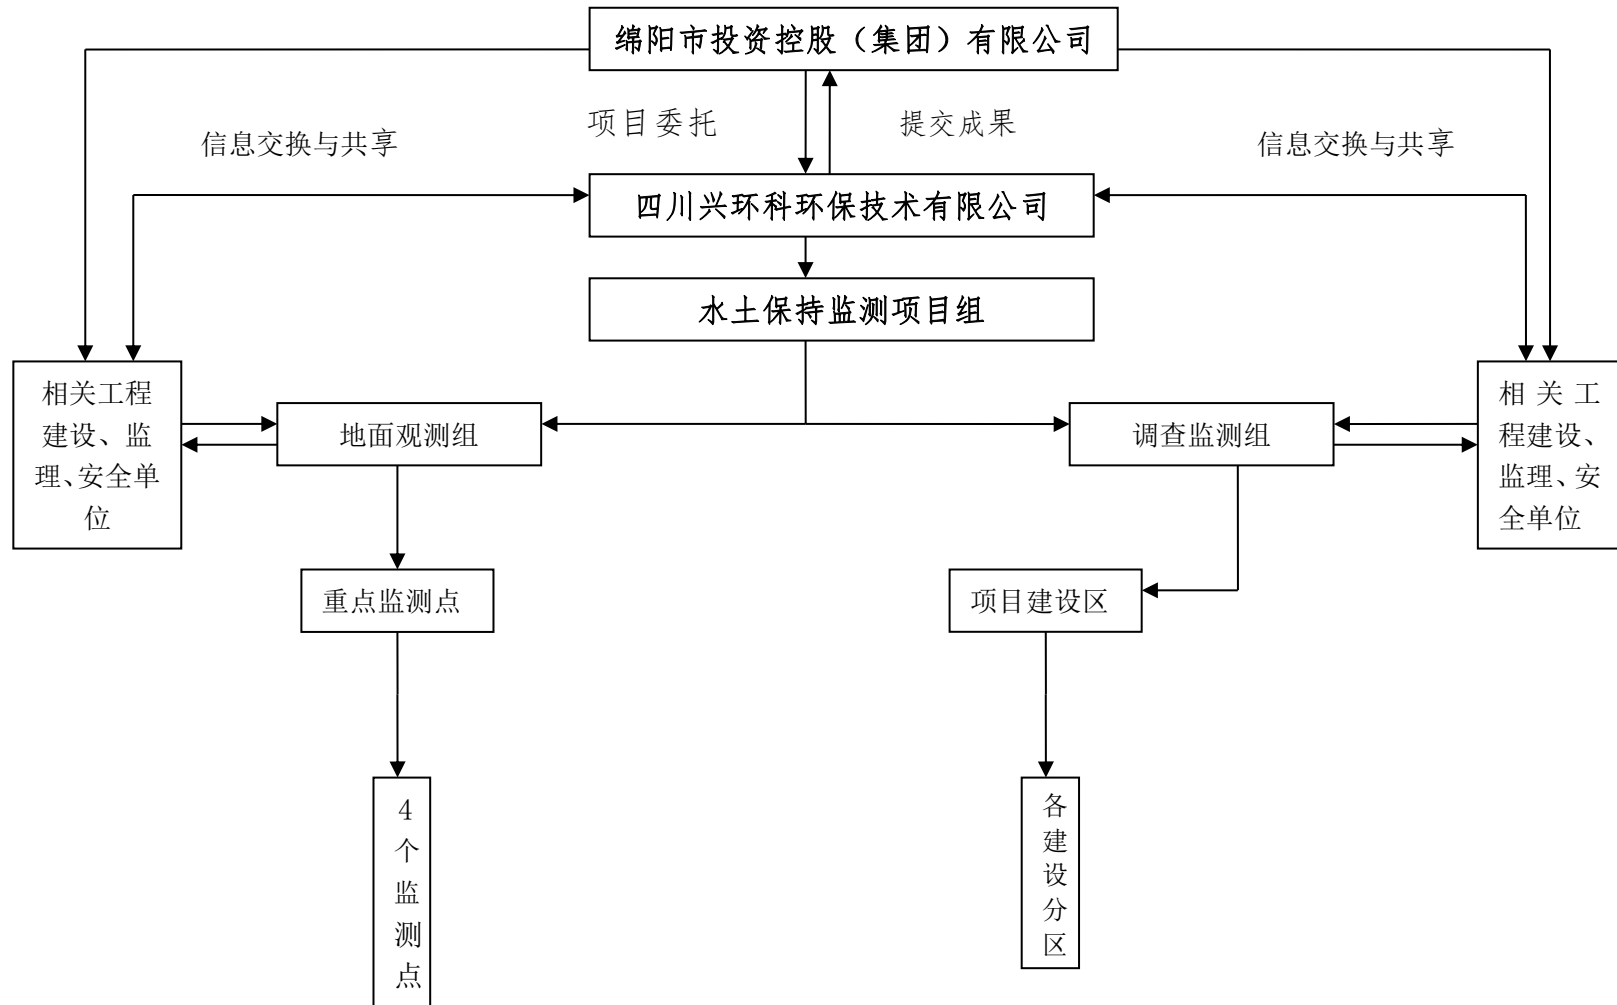 绵阳市投资控股（集团）有限公司
项目委托
提交成果
信息交换与共享
信息交换与共享
四川兴环科环保技术有限公司
水土保持监测项目组
相关工程
建设、监
理、安全单
位
地面观测组
调查监测组
相关工
程建设、
监理、安
全单位
重点监测点
项目建设区
4个监测点
各建设分区